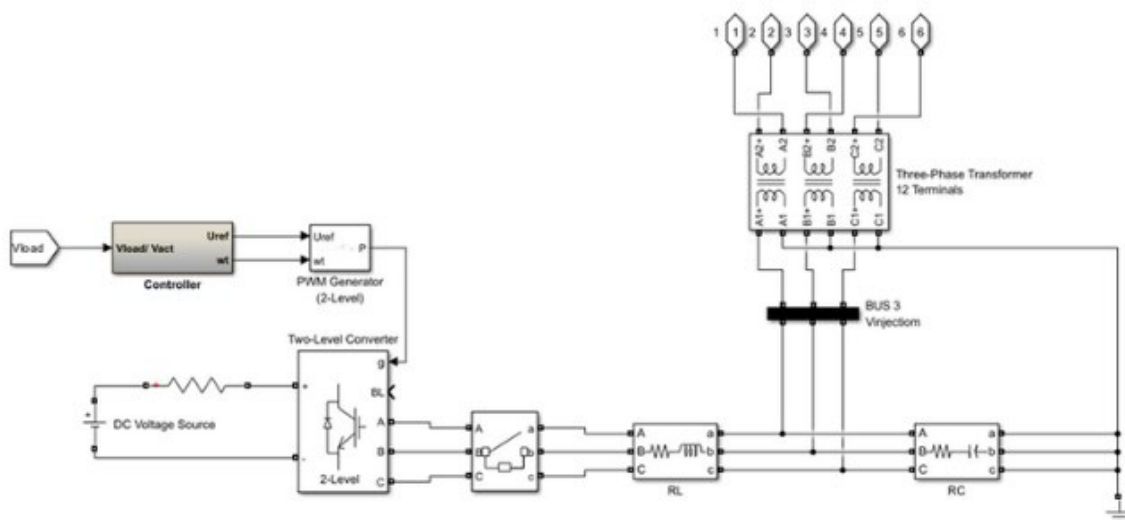 1 1 2 2 3 3 4 4 5 5 6 6
A2+ A2 B2+ B2 C2+ C2
Three-Phase Transformer
12 Terminals
A1+ A1 B1+ B1 C1+ C1
Vload
Vload/ Vact
Uref
wt
Controller
Uref
wt
P
PWM Generator
(2-Level)
BUS 3
Vinjectiom
Two-Level Converter
g
BL
+
-
A
B
C
2-Level
+
DC Voltage Source
A a
B b
C c
A a
B b
C c
RL
A a
B b
C c
RC